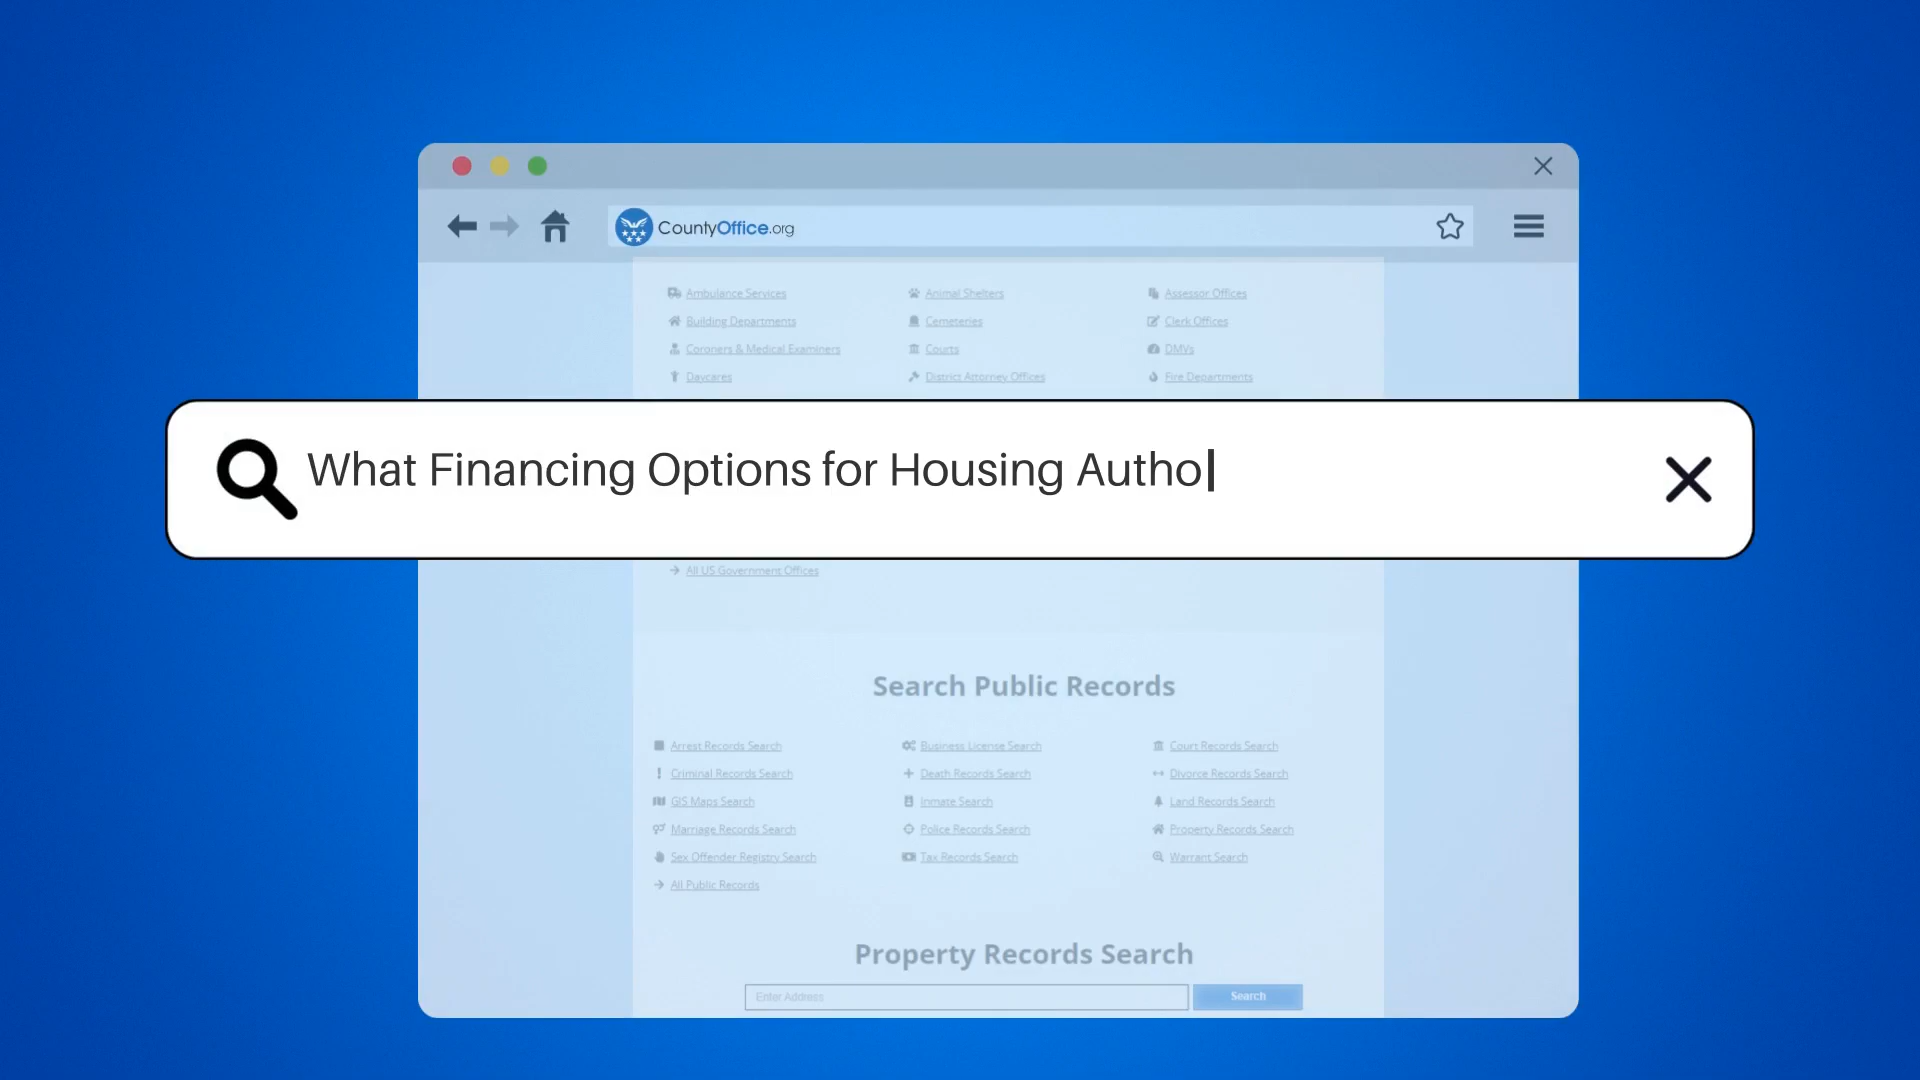 CountyOffice.org
Ambulance Services Animal Shelters Assessor Offices
Building Departments Cemeteries Clerk Offices
Coroners & Medical Examiners Courts DMVs
Daycares District Attorney Offices Fire Departments
What Financing Options for Housing Autho
All US Government Offices
Search Public Records
Arrest Records Search Business License Search Court Records Search
Criminal Records Search Death Records Search Divorce Records Search
GIS Maps Search Inmate Search Land Records Search
Marriage Records Search Police Records Search Property Records Search
Sex Offender Registry Search Tax Records Search Warrant Search
All Public Records
Property Records Search
Enter Address Search